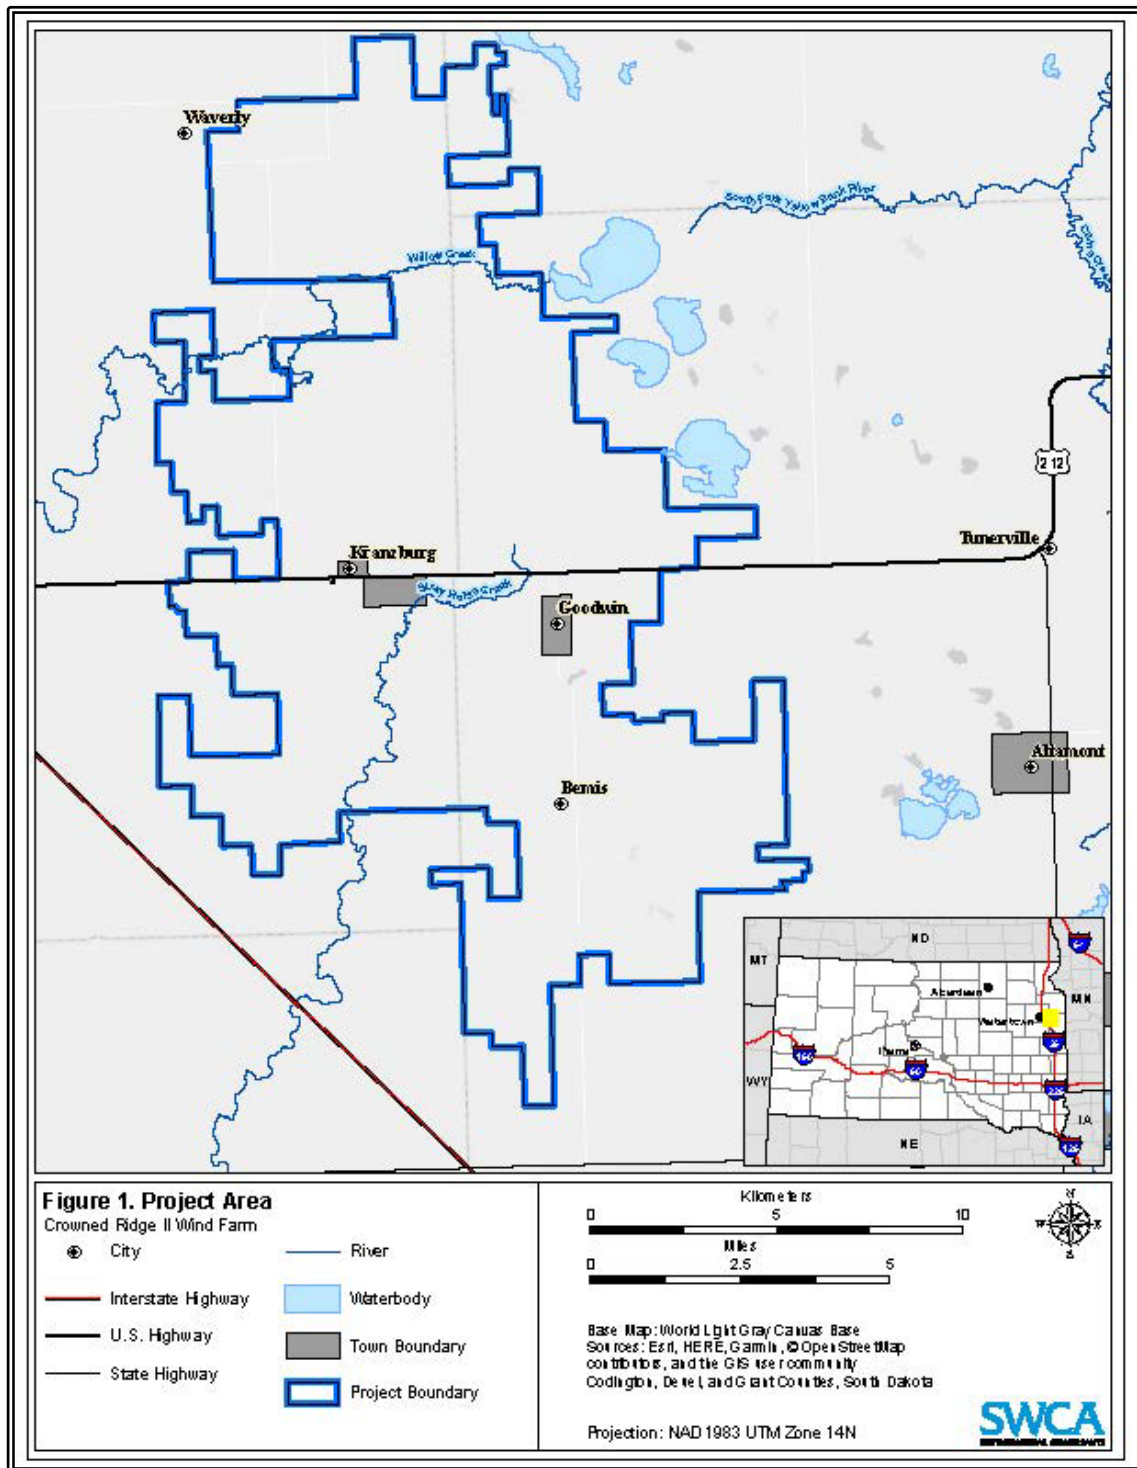 Waverly
South Fork Yellow Bank River
Willow Creek
212
Kranzburg
Tunerville
Goodwin
Altamont
Bemis
ND
MT
Aberdeen
MN
Watertown
Pierre
WY
IA
NE
Figure 1. Project Area
Crowned Ridge II Wind Farm
City
River
Interstate Highway
Waterbody
U.S. Highway
Town Boundary
State Highway
Project Boundary
Kilometers
0 5 10
Miles
0 2.5 5
N
W E
S
Base Map: World Light Gray Canvas Base
Sources: Esri, HERE, Garmin, © OpenStreetMap
contributors, and the GIS user community
Codington, Deuel, and Grant Counties, South Dakota
Projection: NAD 1983 UTM Zone 14N
SWCA
ENVIRONMENTAL CONSULTANTS